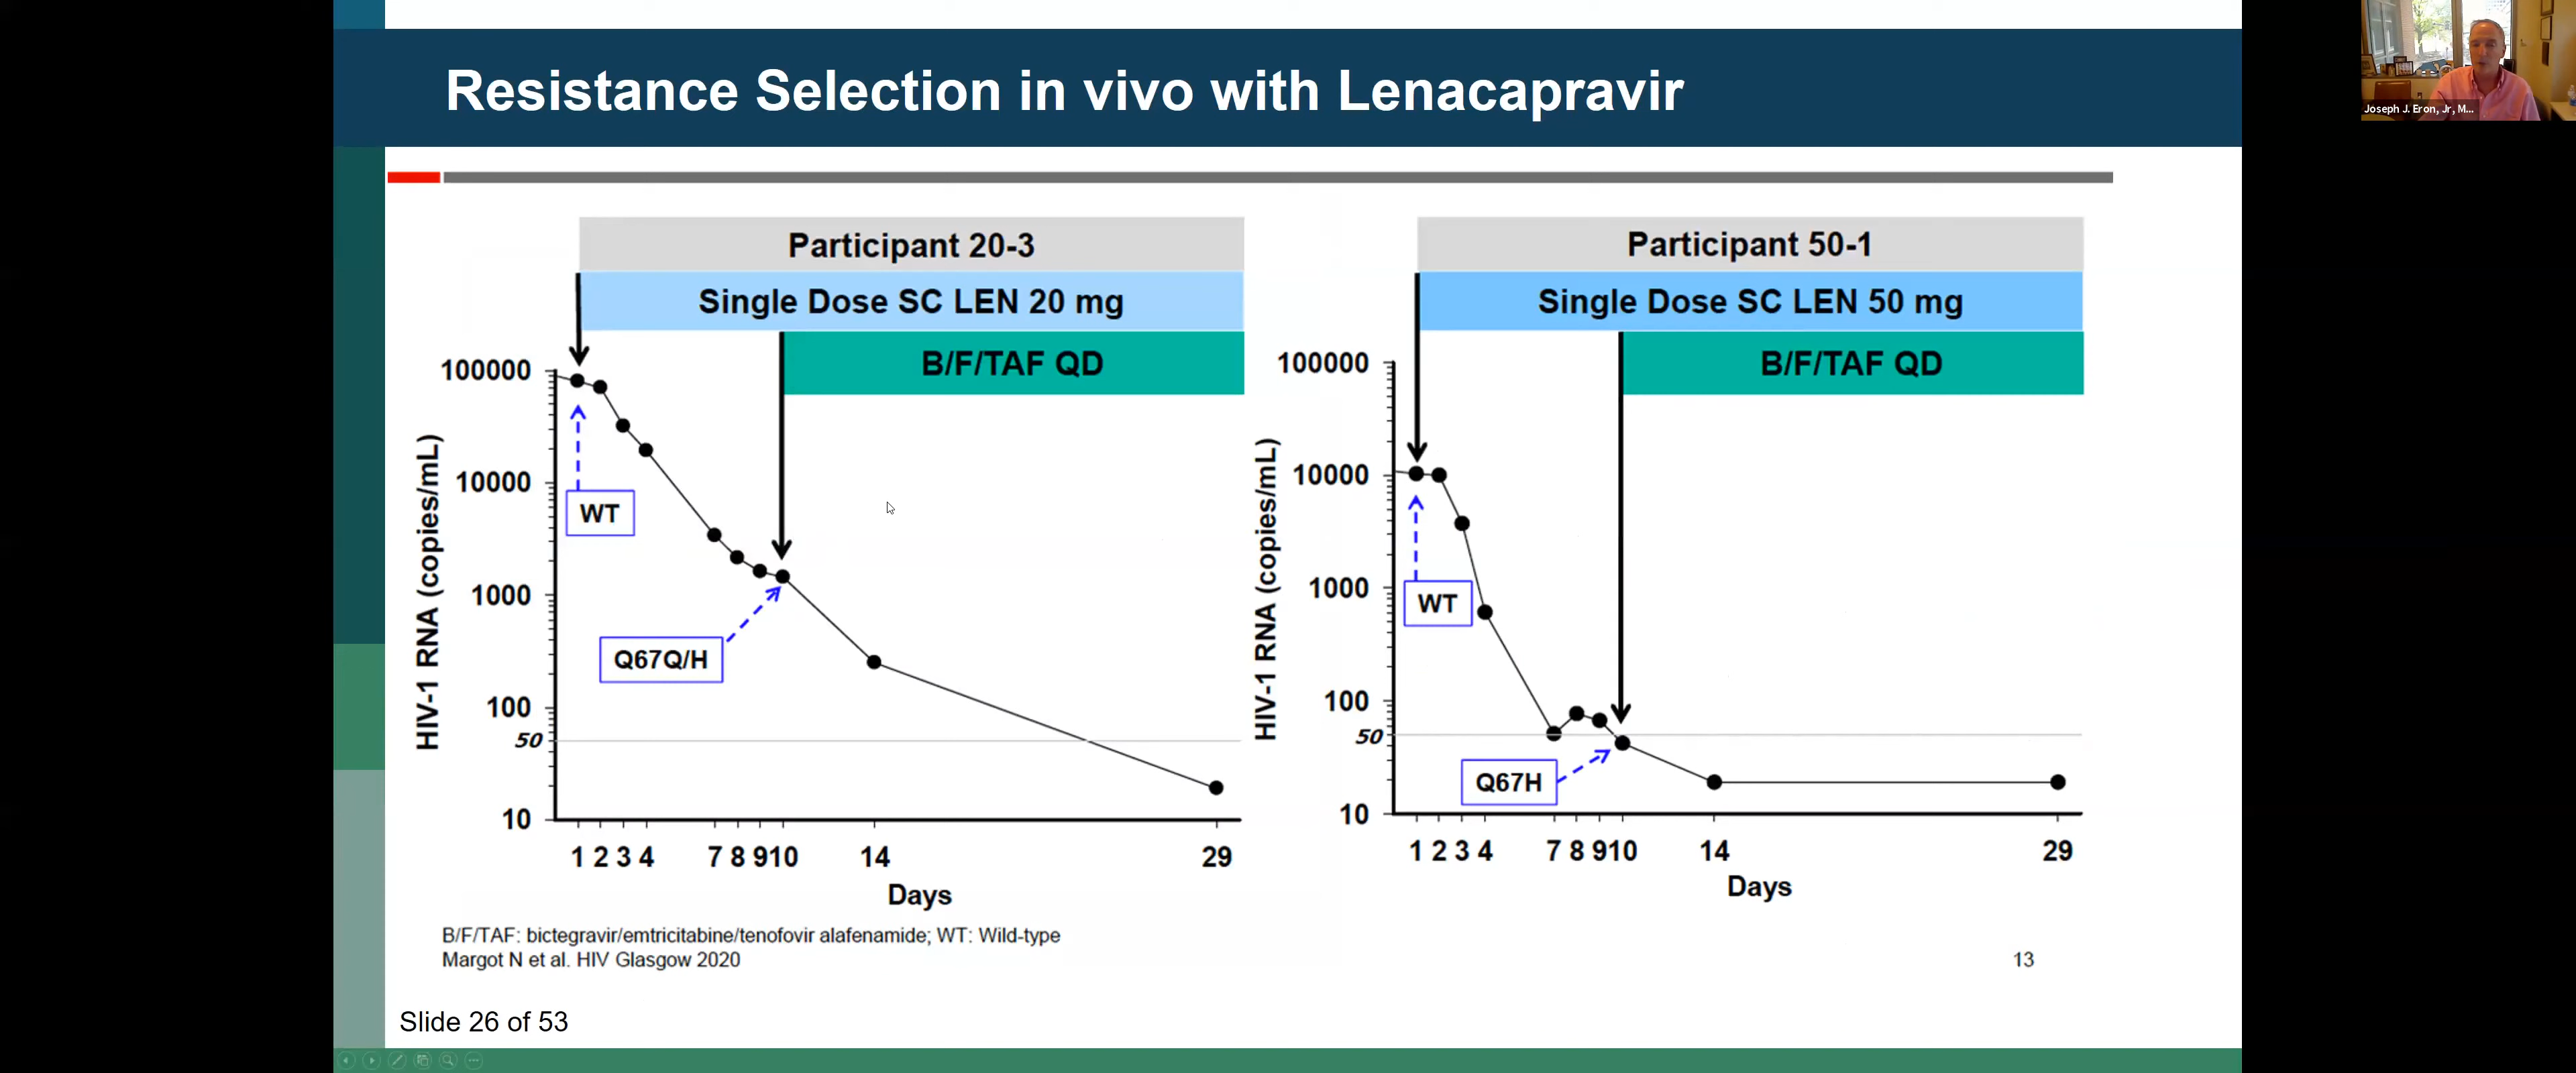 Resistance Selection in vivo with Lenacapravir
Joseph J. Eron, Jr, M...
Participant 20-3
Single Dose SC LEN 20 mg
B/F/TAF QD
HIV-1 RNA (copies/mL)
100000
10000
1000
100
50
10
WT
Q67Q/H
1 2 3 4 7 8 9 10 14 29
Days
Participant 50-1
Single Dose SC LEN 50 mg
B/F/TAF QD
HIV-1 RNA (copies/mL)
100000
10000
1000
100
50
10
WT
Q67H
1 2 3 4 7 8 9 10 14 29
Days
B/F/TAF: bictegravir/emtricitabine/tenofovir alafenamide; WT: Wild-type
Margot N et al. HIV Glasgow 2020
13
Slide 26 of 53